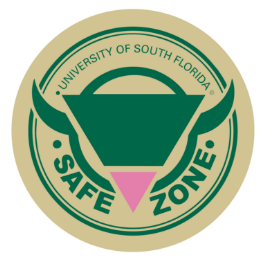 • UNIVERSITY OF SOUTH FLORIDA •®
• SAFE ZONE •